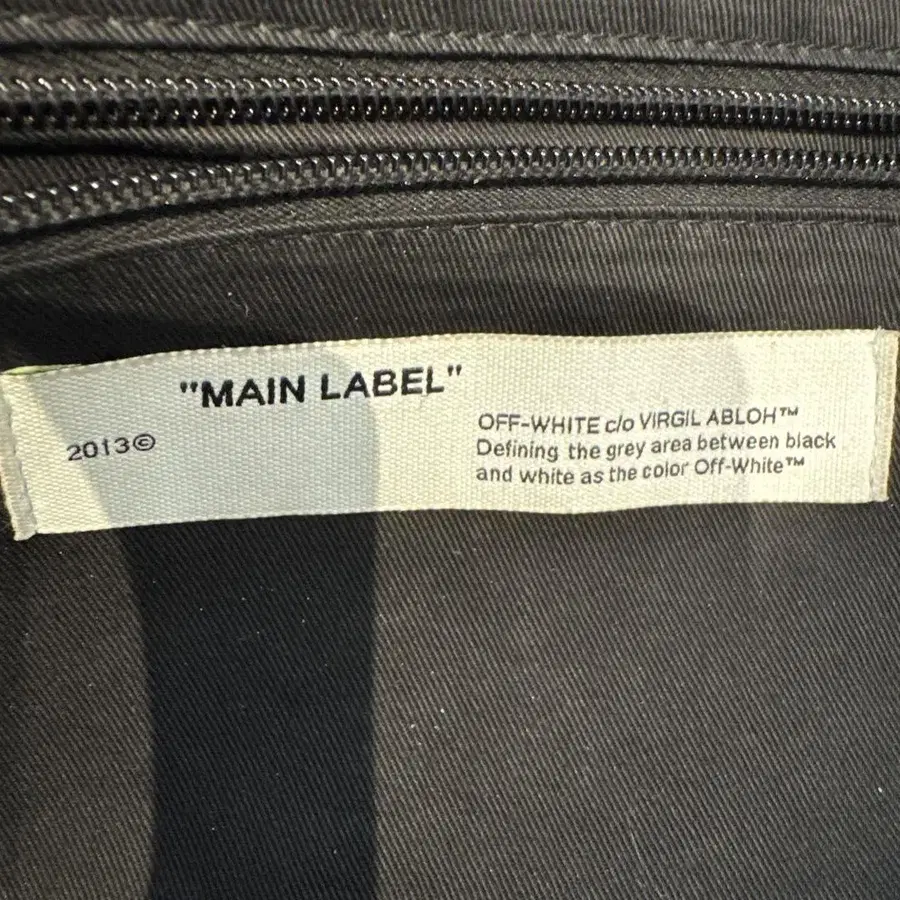 "MAIN LABEL"
2013©
OFF-WHITE c/o VIRGIL ABLOH™
Defining the grey area between black
and white as the color Off-White™